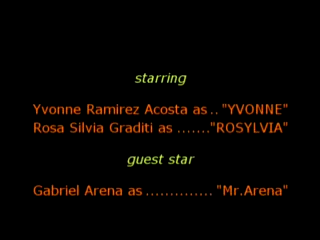 starring
Yvonne Ramirez Acosta as .. "YVONNE"
Rosa Silvia Graditi as ......."ROSYLVIA"
guest star
Gabriel Arena as .............. "Mr.Arena"